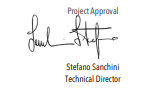 Project Approval
Stefano Sanchini
Technical Director